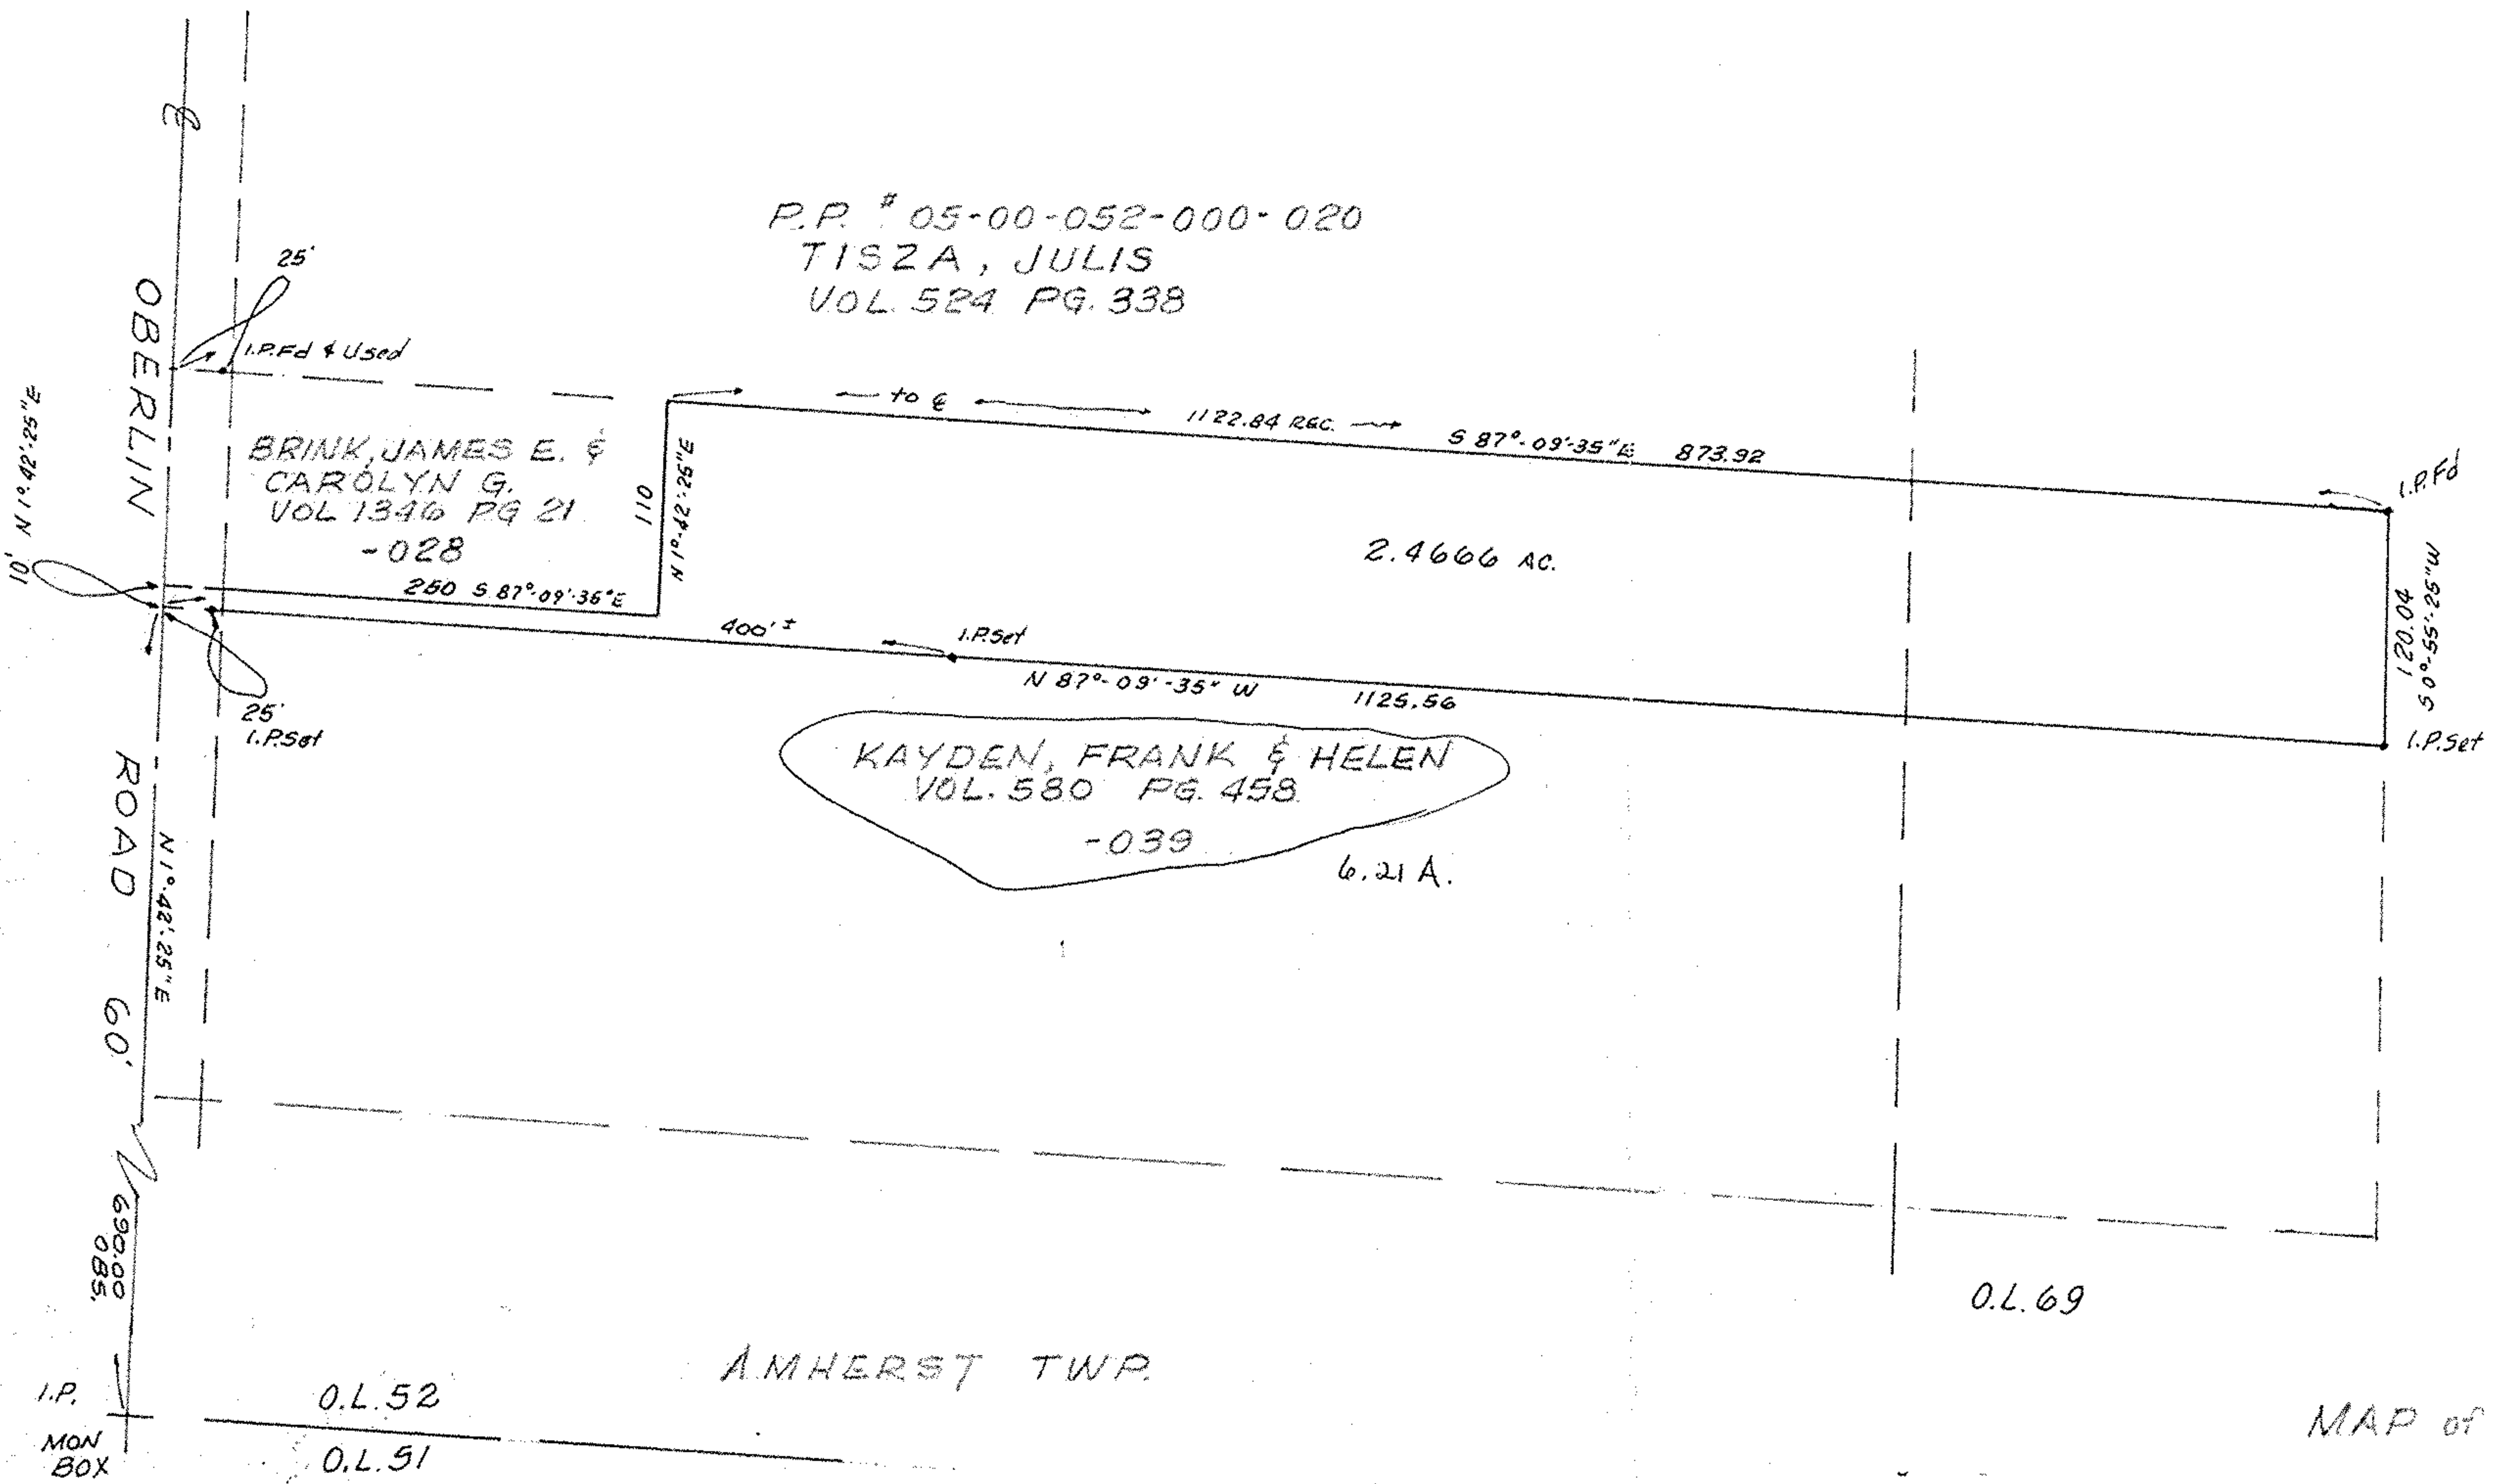 ℄
P.P. # 05-00-052-000-020
TISZA, JULIS
VOL. 524 PG. 338
25'
I.P.Fd & Used
OBERLIN
ROAD 60'
N 1°-42'-25"E
10'
BRINK, JAMES E. &
CAROLYN G.
VOL 1346 PG 21
-028
110
N 1°-42'-25"E
to ℄
1122.84 REC.
S 87°-09'-35"E 873.92
I.P.Fd
2.4666 AC.
120.04
S 0°-55'-25"W
250 S 87°-09'-35"E
400'±
I.P.Set
N 87°-09'-35" W 1125.56
I.P.Set
25'
I.P.Set
KAYDEN, FRANK & HELEN
VOL. 580 PG. 458
-039
6.21 A.
N 1°-42'-25"E
690.00
OBS.
O.L.69
AMHERST TWP.
I.P.
MON
BOX
O.L.52
O.L.51
MAP of